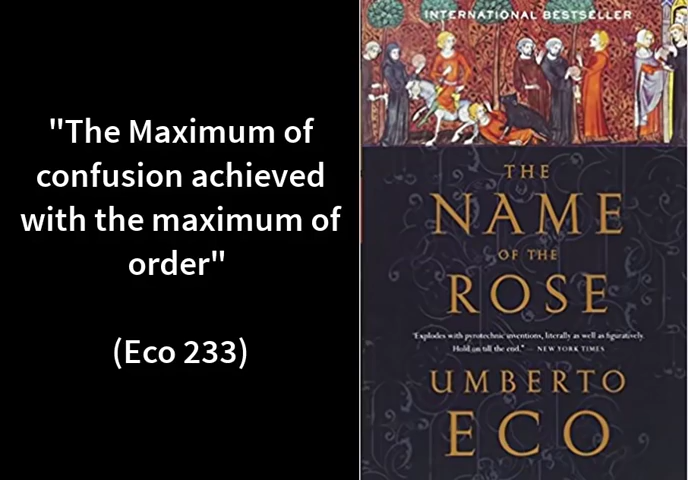 "The Maximum of
confusion achieved
with the maximum of
order"
(Eco 233)
INTERNATIONAL BESTSELLER
THE
NAME
OF THE
ROSE
"Explodes with pyrotechnic inventions, literally as well as figuratively.
Hold on till the end." — NEW YORK TIMES
UMBERTO
ECO